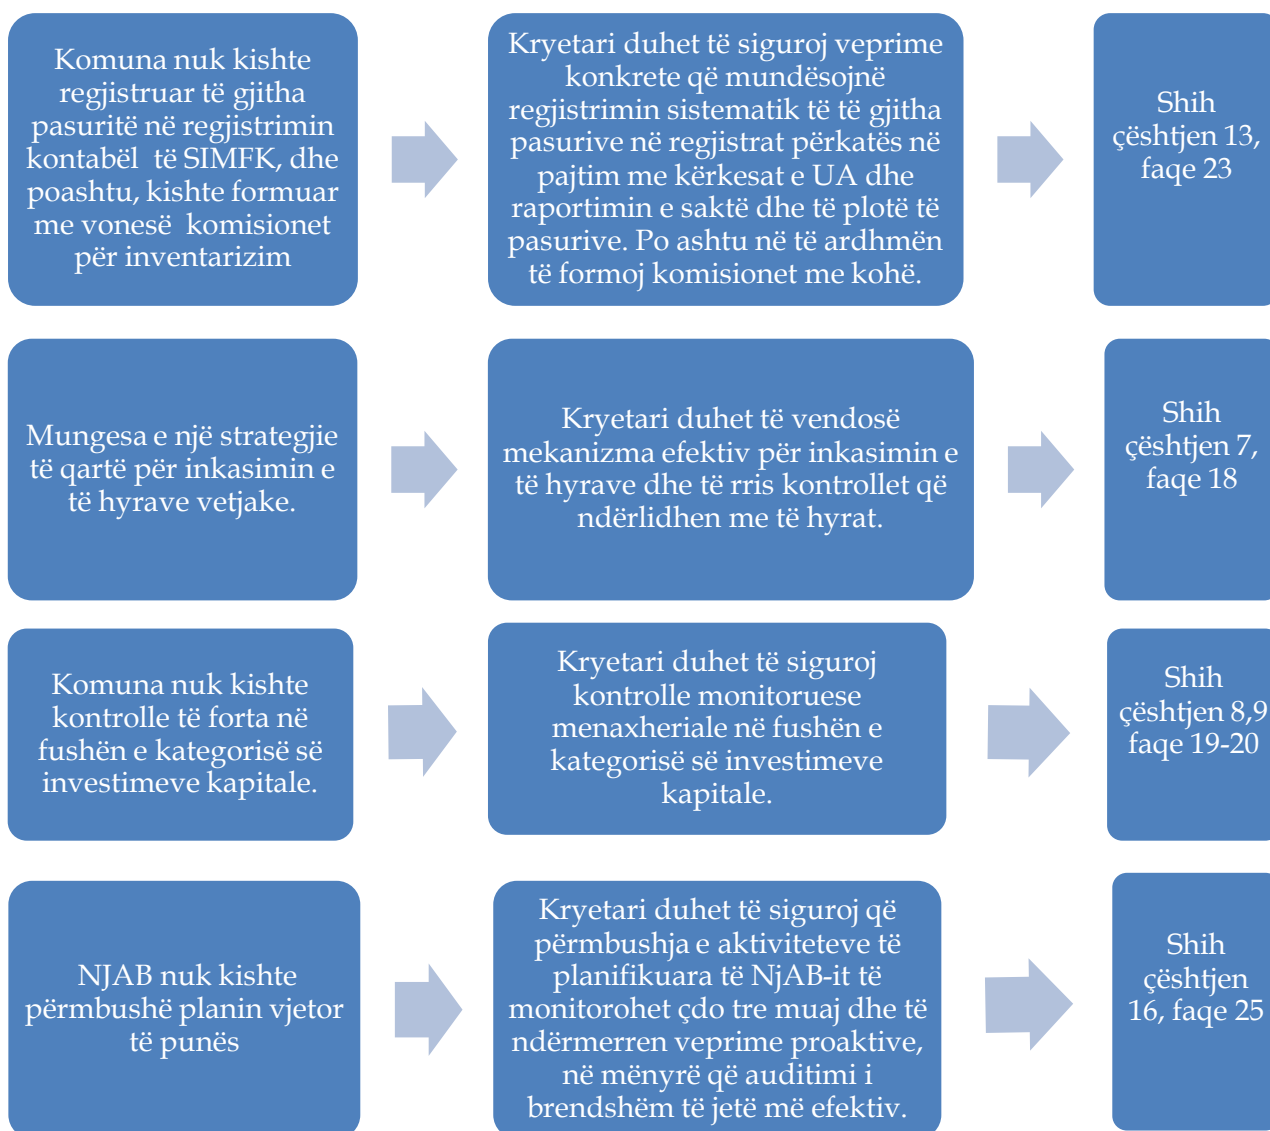 Komuna nuk kishte
regjistruar të gjitha
pasuritë në regjistrimin
kontabël të SIMFK, dhe
poashtu, kishte formuar
me vonesë komisionet
për inventarizim
Kryetari duhet të siguroj veprime
konkrete që mundësojnë
regjistrimin sistematik të të gjitha
pasurive në regjistrat përkatës në
pajtim me kërkesat e UA dhe
raportimin e saktë dhe të plotë të
pasurive. Po ashtu në të ardhmën
të formoj komisionet me kohë.
Shih
çështjen 13,
faqe 23
Mungesa e një strategjie
të qartë për inkasimin e
të hyrave vetjake.
Kryetari duhet të vendosë
mekanizma efektiv për inkasimin e
të hyrave dhe të rris kontrollet që
ndërlidhen me të hyrat.
Shih
çështjen 7,
faqe 18
Komuna nuk kishte
kontrolle të forta në
fushën e kategorisë së
investimeve kapitale.
Kryetari duhet të siguroj
kontrolle monitoruese
menaxheriale në fushën e
kategorisë së investimeve
kapitale.
Shih
çështjen 8,9
faqe 19-20
NJAB nuk kishte
përmbushë planin vjetor
të punës
Kryetari duhet të siguroj që
përmbushja e aktiviteteve të
planifikuara të NjAB-it të
monitorohet çdo tre muaj dhe të
ndërmerren veprime proaktive,
në mënyrë që auditimi i
brendshëm të jetë më efektiv.
Shih
çështjen
16, faqe 25